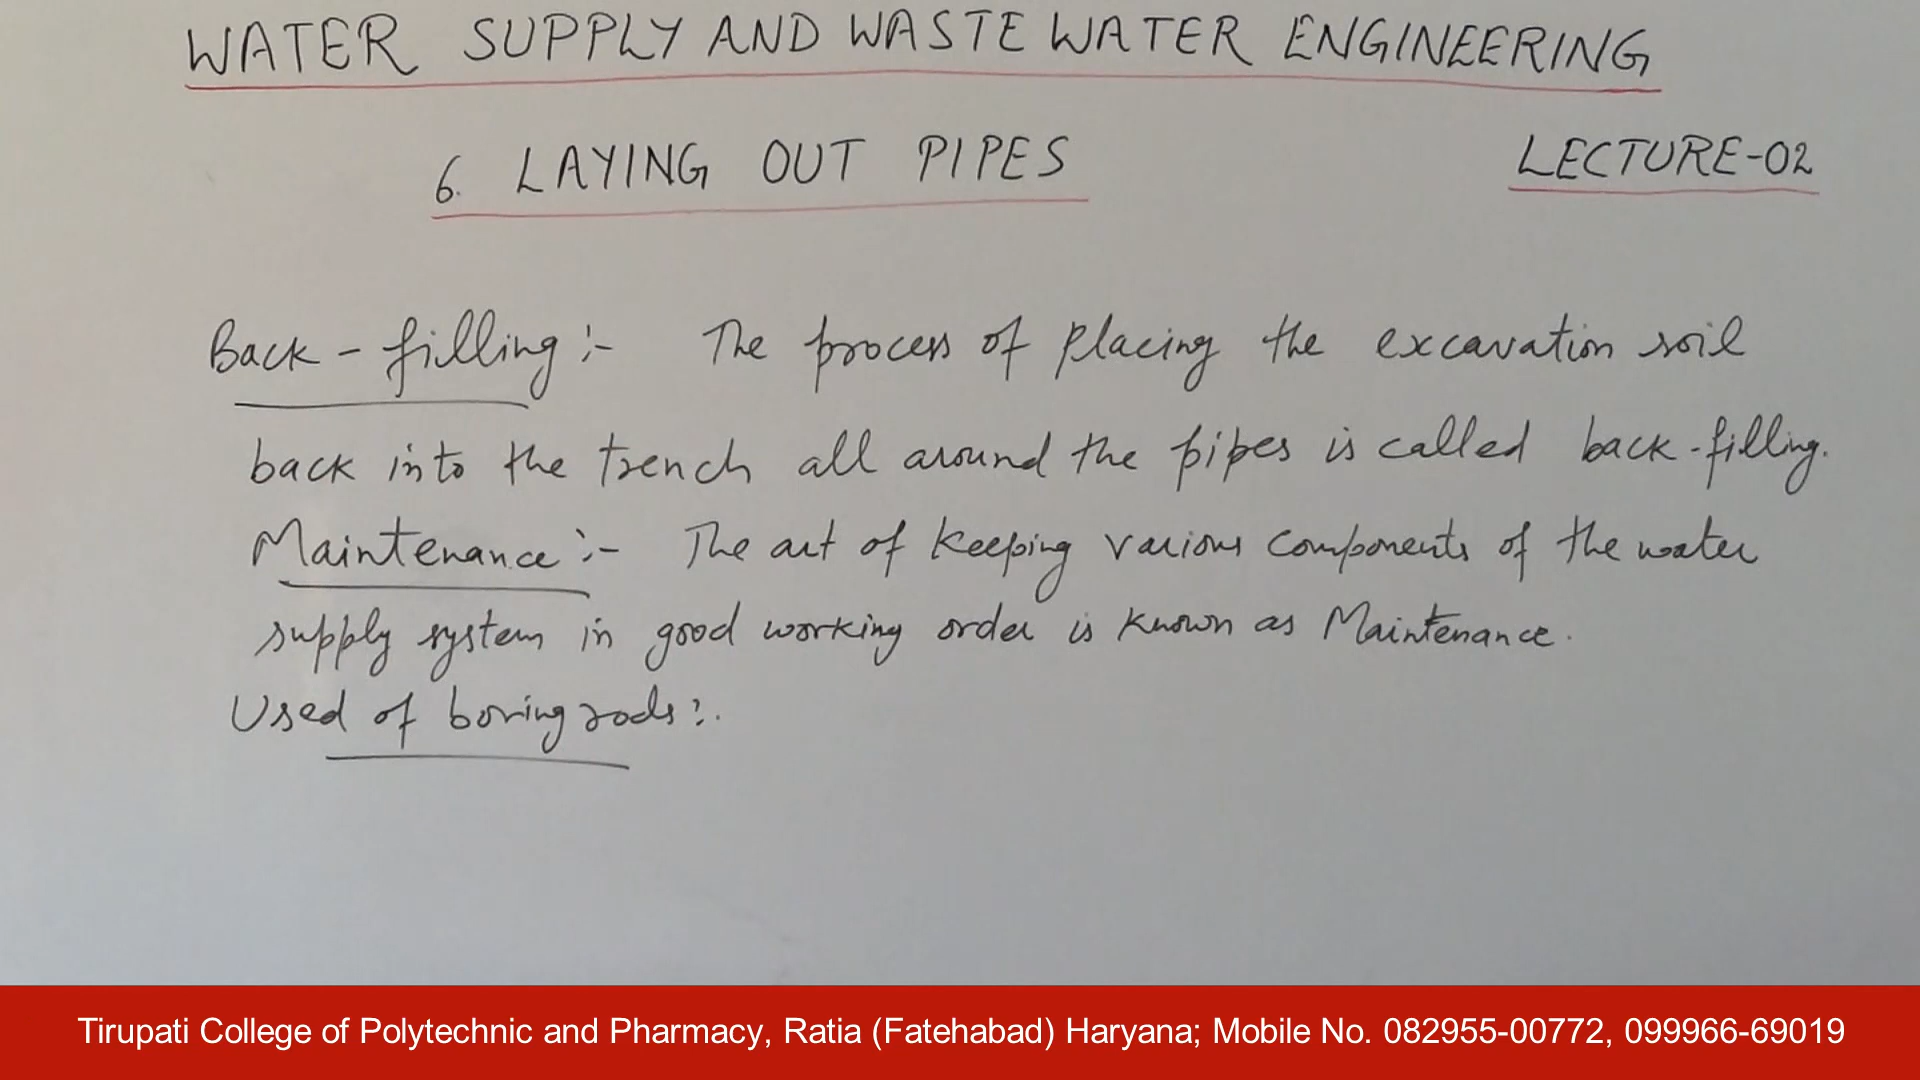 WATER SUPPLY AND WASTE WATER ENGINEERING
6. LAYING OUT PIPES
LECTURE-02
Back-filling:- The process of placing the excavation soil
back into the trench all around the pipes is called back-filling.
Maintenance:- The art of keeping various components of the water
supply system in good working order is known as Maintenance.
Used of boring rods:.
Tirupati College of Polytechnic and Pharmacy, Ratia (Fatehabad) Haryana; Mobile No. 082955-00772, 099966-69019